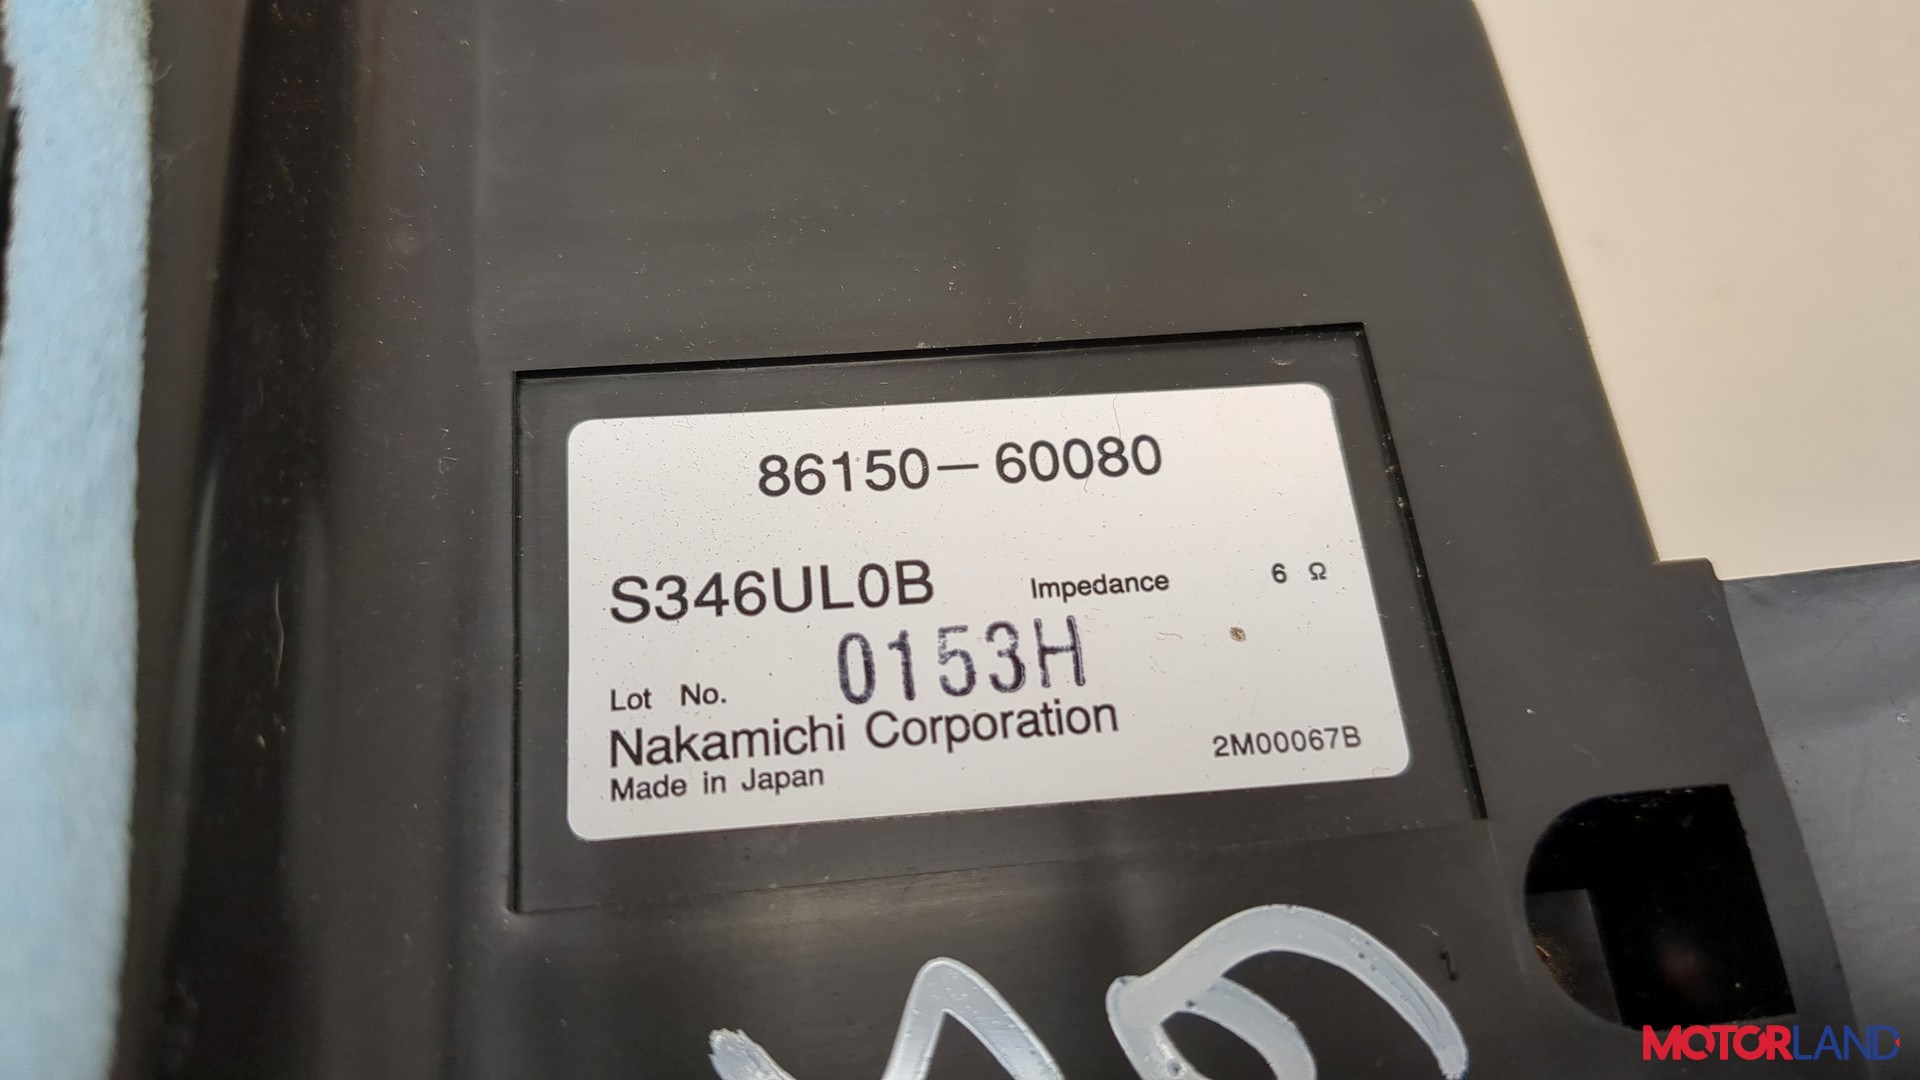 86150-60080
S346UL0B Impedance 6 Ω
Lot No. 0153H
Nakamichi Corporation
Made in Japan 2M00067B
MOTORLAND